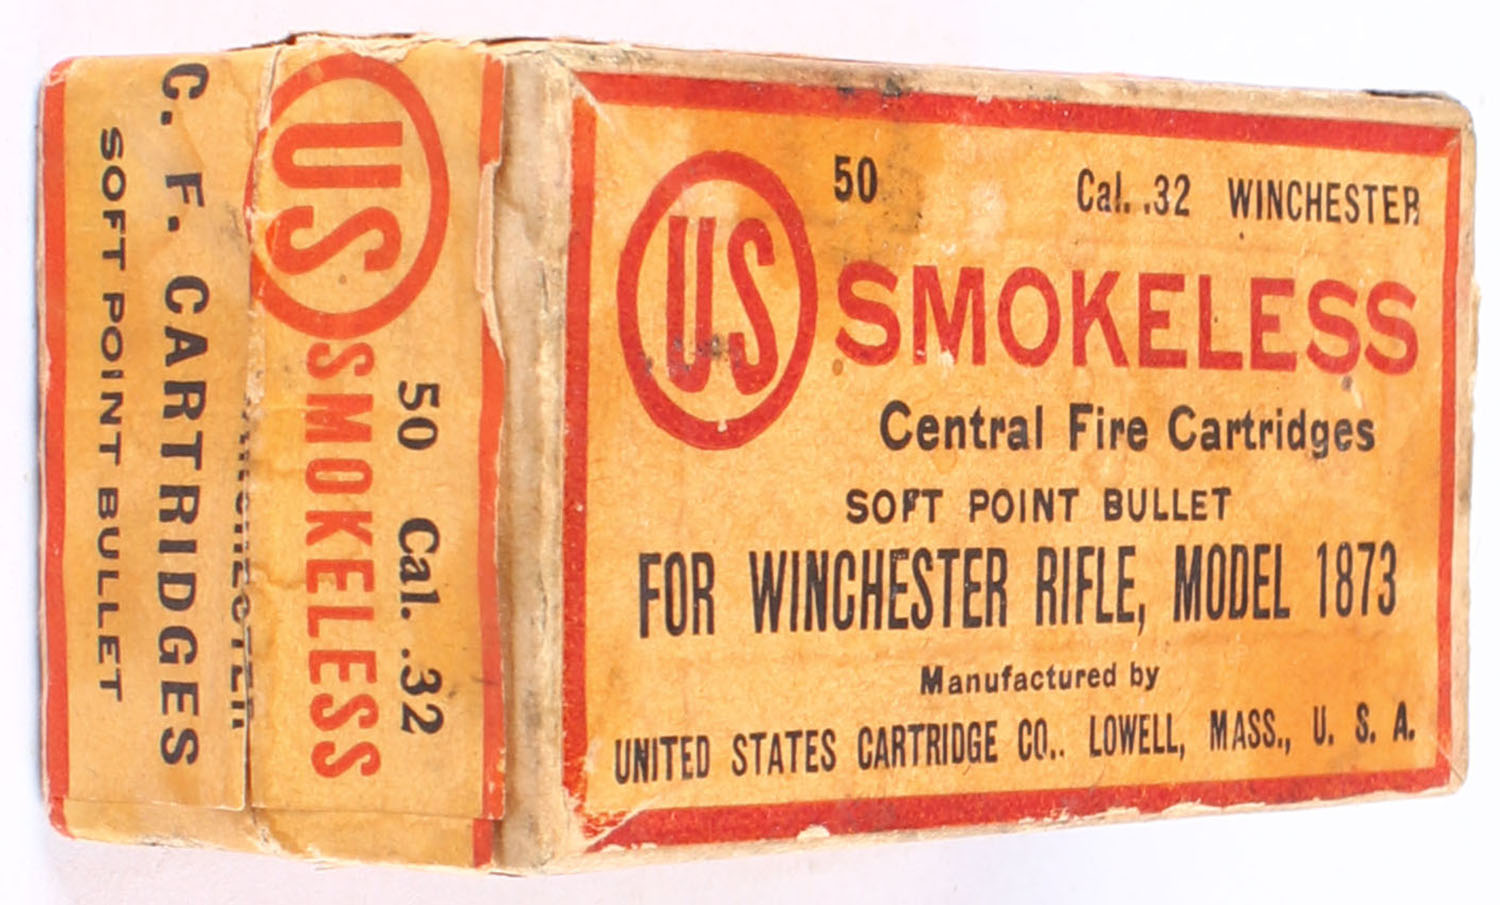 50 Cal. .32 WINCHESTER
US SMOKELESS
Central Fire Cartridges
SOFT POINT BULLET
FOR WINCHESTER RIFLE, MODEL 1873
Manufactured by
UNITED STATES CARTRIDGE CO., LOWELL, MASS., U. S. A.
50 Cal. .32
US SMOKELESS
C. F. CARTRIDGES
SOFT POINT BULLET